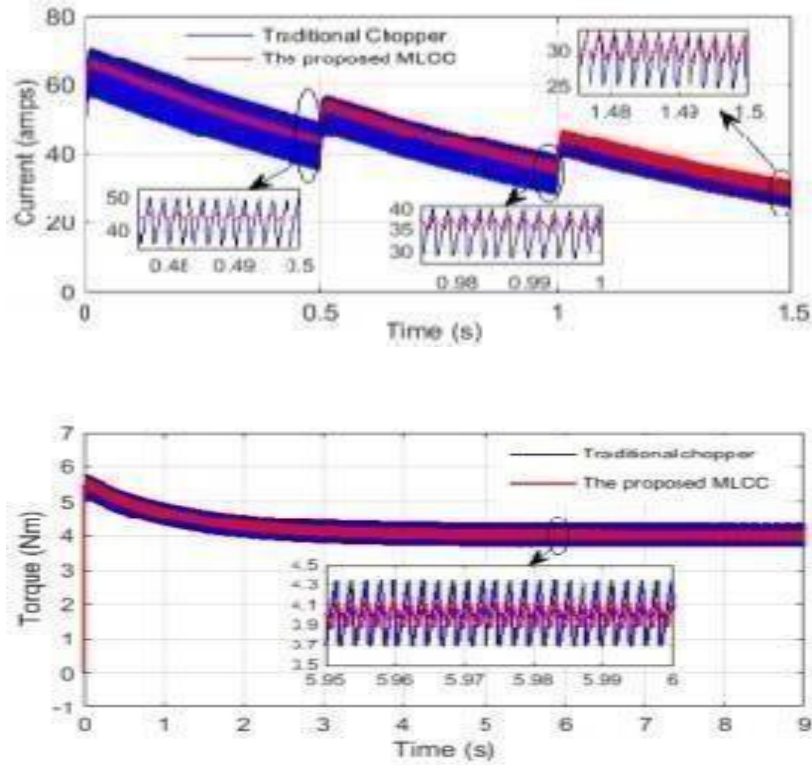 80
60
40
20
0
Current (amps)
Traditional Chopper
The proposed MLCC
50
40
0.48 0.49 0.5
40
35
30
0.98 0.99 1
30
25
1.48 1.49 1.5
0 0.5 1 1.5
Time (s)
7
6
5
4
3
2
1
0
-1
Torque (Nm)
Traditional chopper
The proposed MLCC
4.5
4.3
4.1
3.9
3.7
3.5
5.95 5.96 5.97 5.98 5.99 6
0 1 2 3 4 5 6 7 8 9
Time (s)